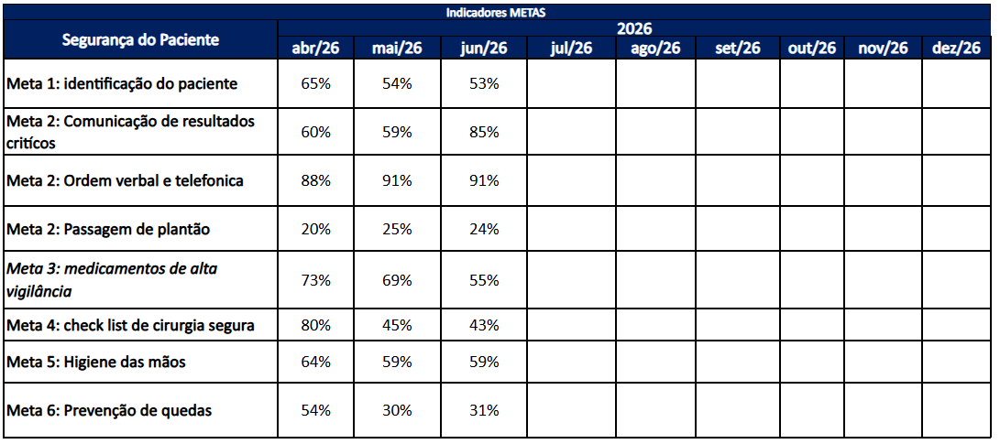 Indicadores METAS
Segurança do Paciente
2026
abr/26 mai/26 jun/26 jul/26 ago/26 set/26 out/26 nov/26 dez/26
Meta 1: identificação do paciente 65% 54% 53%
Meta 2: Comunicação de resultados
critícos 60% 59% 85%
Meta 2: Ordem verbal e telefonica 88% 91% 91%
Meta 2: Passagem de plantão 20% 25% 24%
Meta 3: medicamentos de alta
vigilância 73% 69% 55%
Meta 4: check list de cirurgia segura 80% 45% 43%
Meta 5: Higiene das mãos 64% 59% 59%
Meta 6: Prevenção de quedas 54% 30% 31%